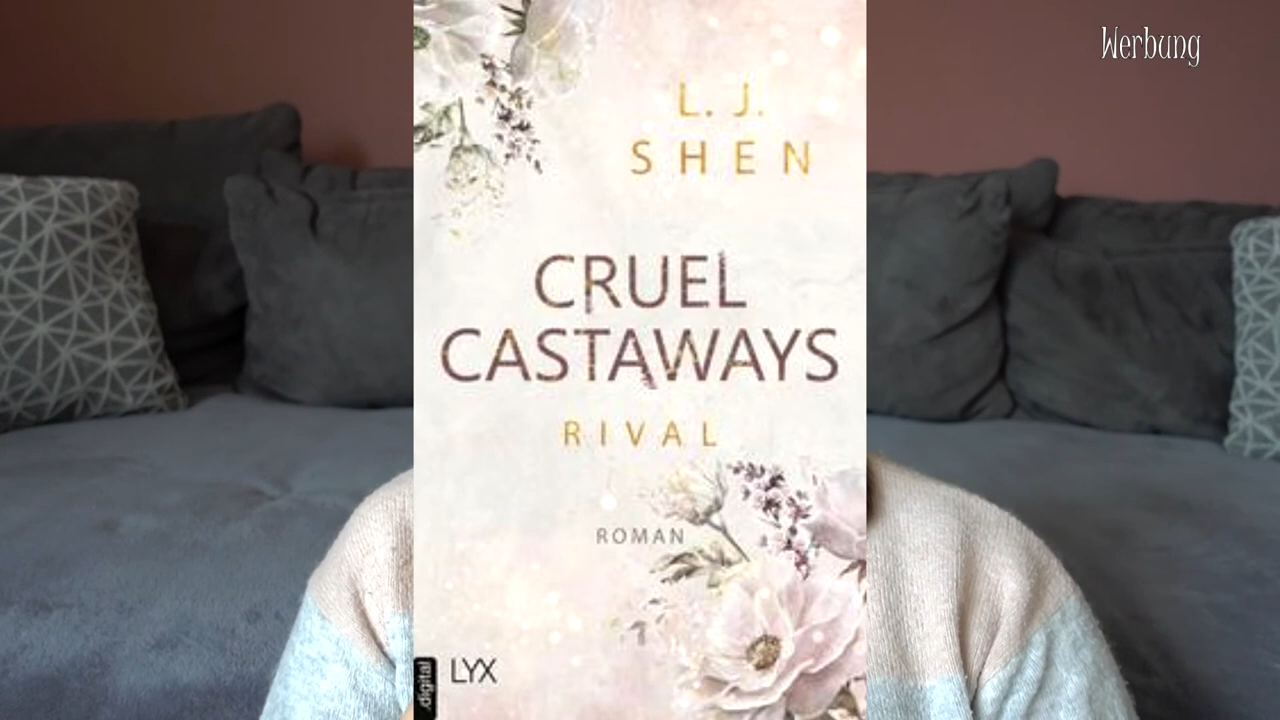 Werbung
L. J.
SHEN
CRUEL
CASTAWAYS
RIVAL
ROMAN
.digital
LYX